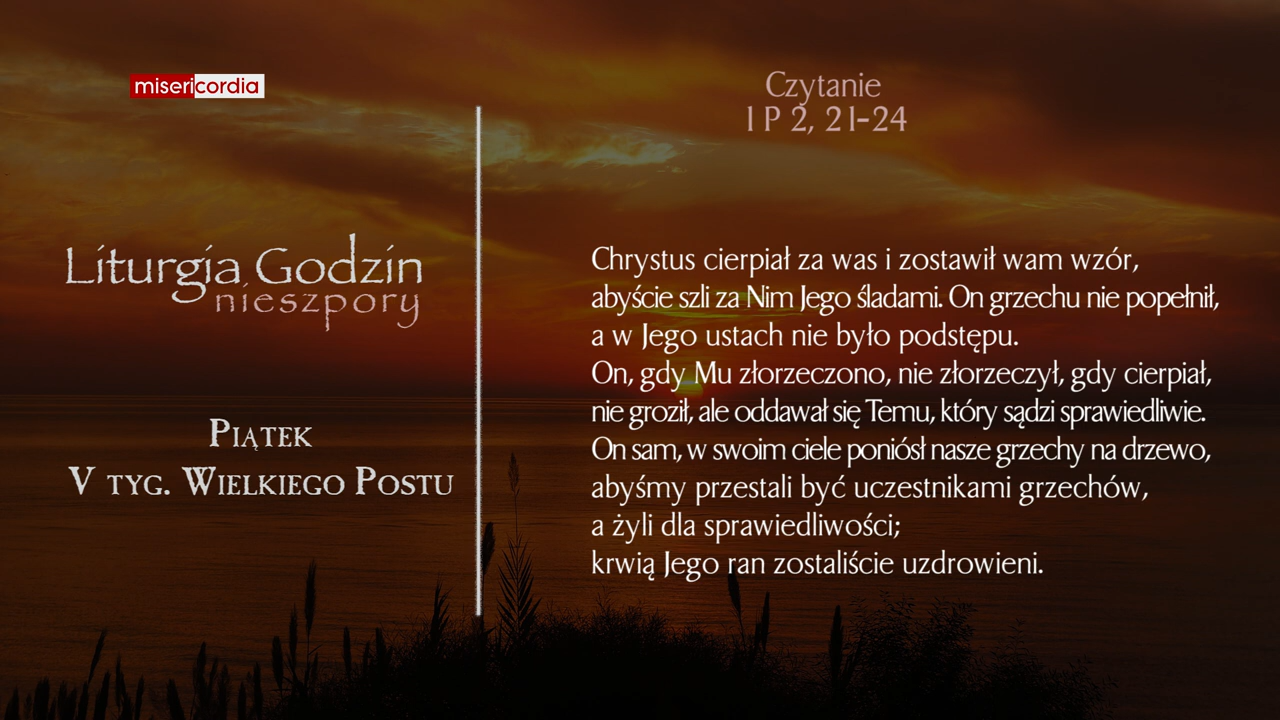 misericordia
Liturgia Godzin
nieszpory
Piątek
V tyg. Wielkiego Postu
Czytanie
1 P 2, 21-24
Chrystus cierpiał za was i zostawił wam wzór,
abyście szli za Nim Jego śladami. On grzechu nie popełnił,
a w Jego ustach nie było podstępu.
On, gdy Mu złorzeczono, nie złorzeczył, gdy cierpiał,
nie groził, ale oddawał się Temu, który sądzi sprawiedliwie.
On sam, w swoim ciele poniósł nasze grzechy na drzewo,
abyśmy przestali być uczestnikami grzechów,
a żyli dla sprawiedliwości;
krwią Jego ran zostaliście uzdrowieni.